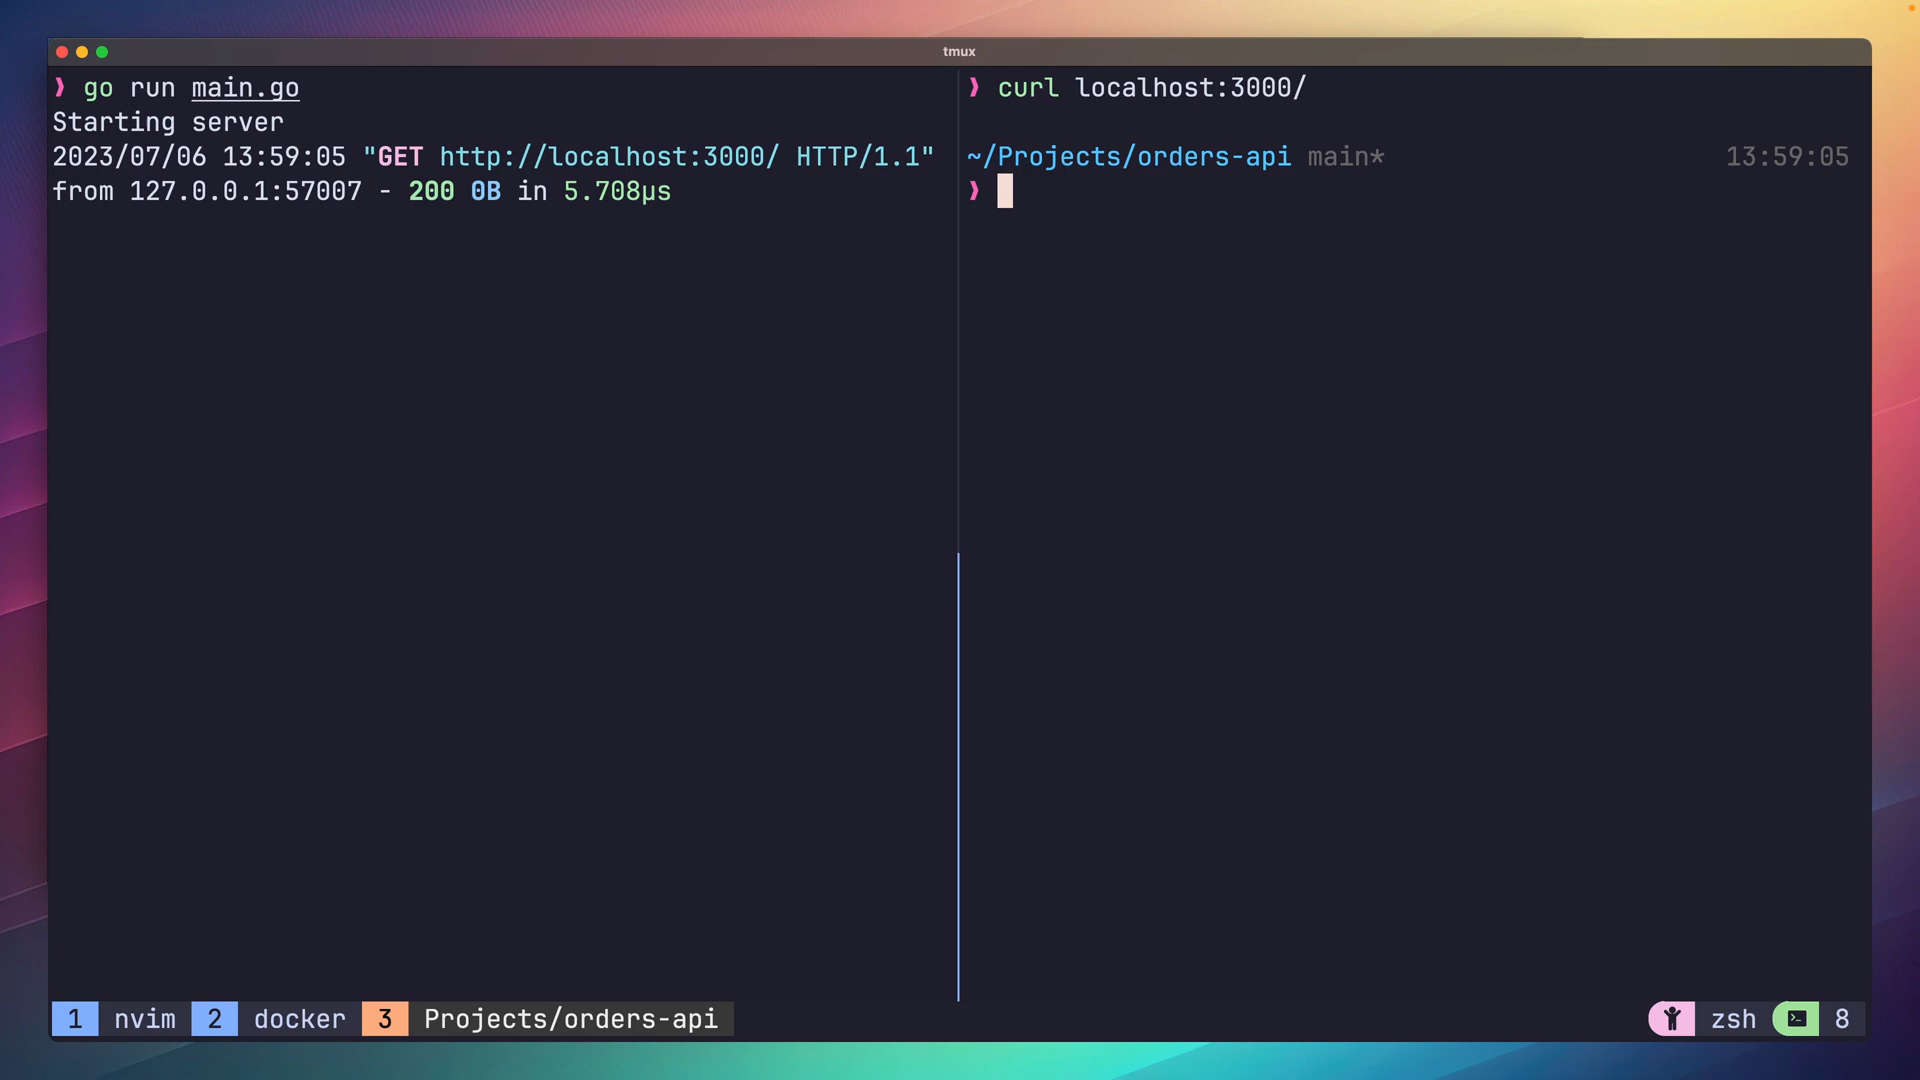 tmux
❯ go run main.go
Starting server
2023/07/06 13:59:05 "GET http://localhost:3000/ HTTP/1.1"
from 127.0.0.1:57007 - 200 0B in 5.708µs
❯ curl localhost:3000/
~/Projects/orders-api main* 13:59:05
❯
1 nvim 2 docker 3 Projects/orders-api zsh 8